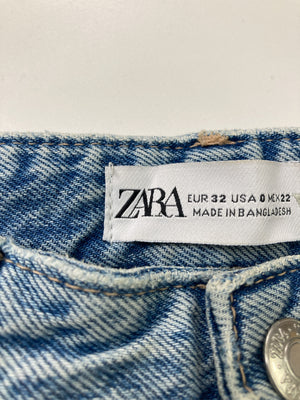 ZARA
EUR 32 USA 0 MEX 22
MADE IN BANGLADESH